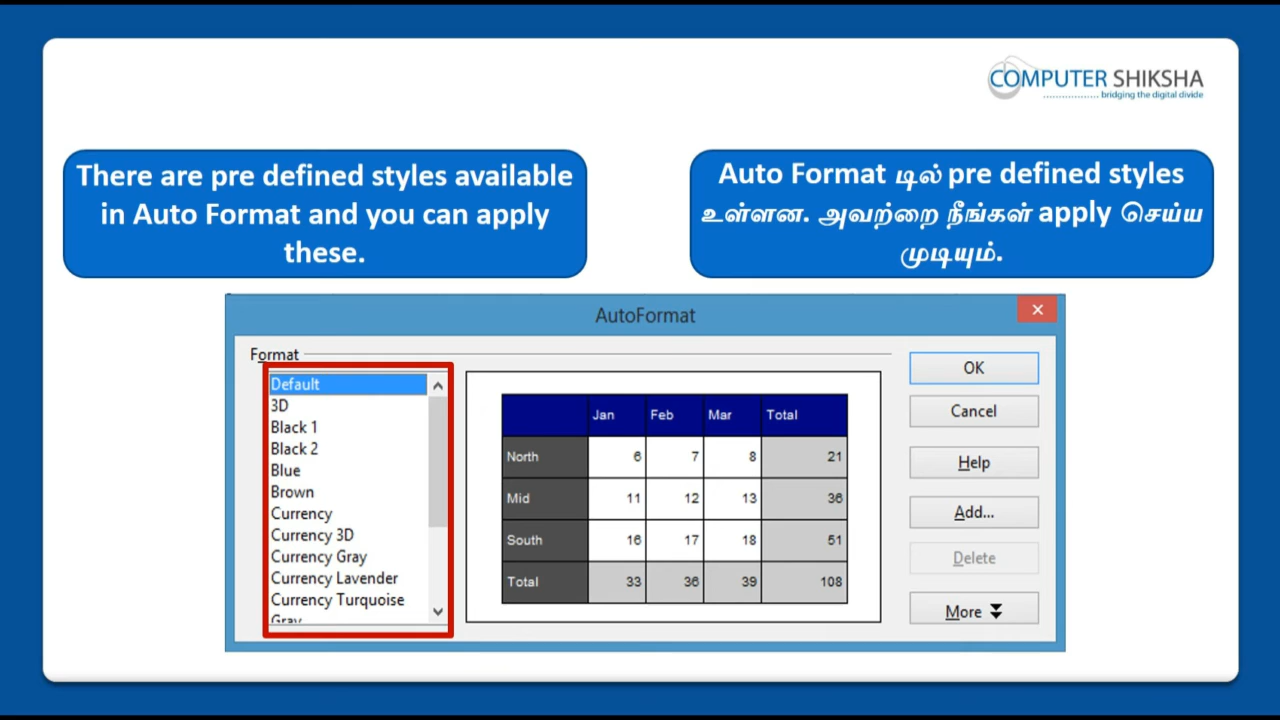 COMPUTER SHIKSHA
bridging the digital divide
There are pre defined styles available
in Auto Format and you can apply
these.
Auto Format டில் pre defined styles
உள்ளன. அவற்றை நீங்கள் apply செய்ய
முடியும்.
AutoFormat
Format
Default
3D
Black 1
Black 2
Blue
Brown
Currency
Currency 3D
Currency Gray
Currency Lavender
Currency Turquoise
Gray
Jan Feb Mar Total
North 6 7 8 21
Mid 11 12 13 36
South 16 17 18 51
Total 33 36 39 108
OK
Cancel
Help
Add...
Delete
More